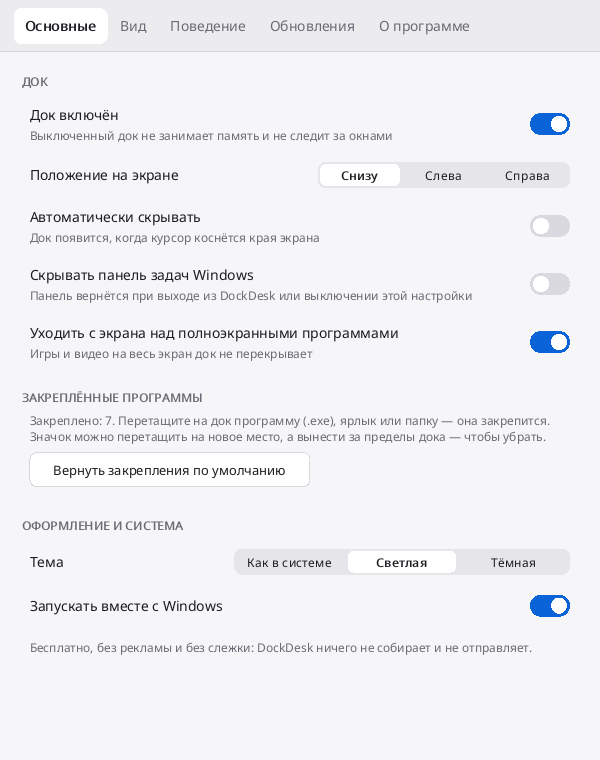 Основные Вид Поведение Обновления О программе
ДОК
Док включён
Выключенный док не занимает память и не следит за окнами
Положение на экране Снизу Слева Справа
Автоматически скрывать
Док появится, когда курсор коснётся края экрана
Скрывать панель задач Windows
Панель вернётся при выходе из DockDesk или выключении этой настройки
Уходить с экрана над полноэкранными программами
Игры и видео на весь экран док не перекрывает
ЗАКРЕПЛЁННЫЕ ПРОГРАММЫ
Закреплено: 7. Перетащите на док программу (.exe), ярлык или папку — она закрепится.
Значок можно перетащить на новое место, а вынести за пределы дока — чтобы убрать.
Вернуть закрепления по умолчанию
ОФОРМЛЕНИЕ И СИСТЕМА
Тема Как в системе Светлая Тёмная
Запускать вместе с Windows
Бесплатно, без рекламы и без слежки: DockDesk ничего не собирает и не отправляет.